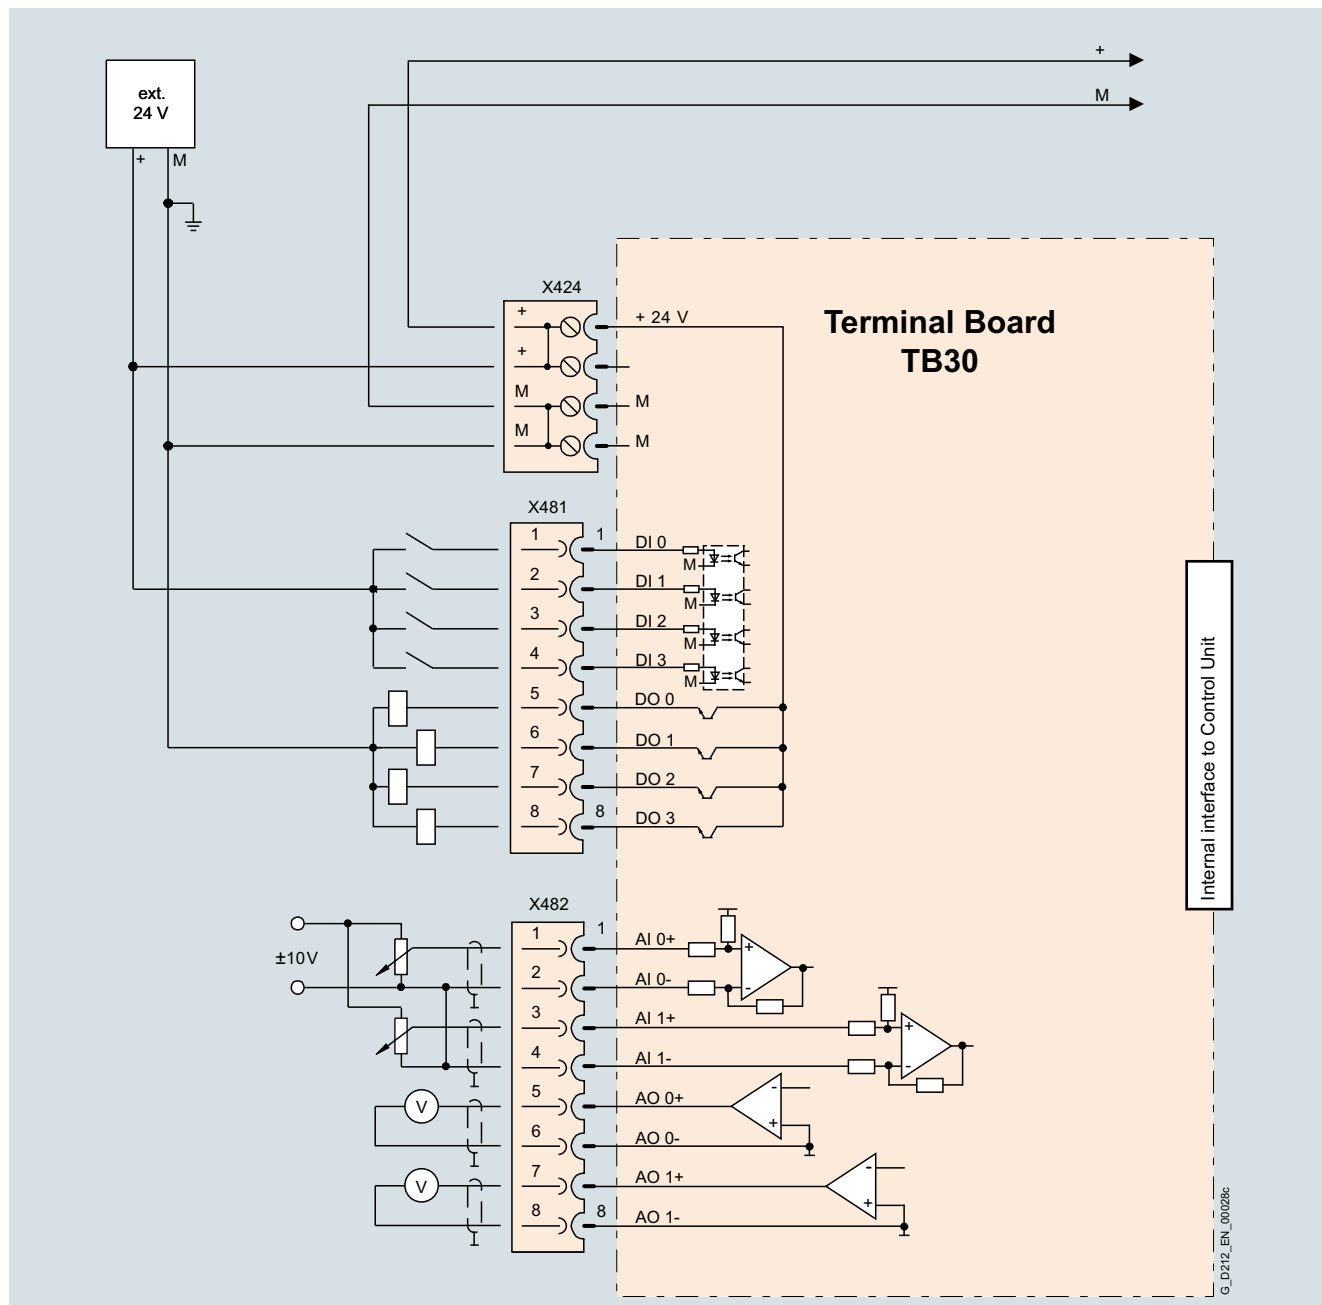 +
M
ext.
24 V
+ M
X424
+ + 24 V
+
M M
M M
Terminal Board
TB30
X481
1 1 DI 0
M
2 DI 1
M
3 DI 2
M
4 DI 3
M
5 DO 0
6 DO 1
7 DO 2
8 8 DO 3
Internal interface to Control Unit
X482
±10V
1 1 AI 0+
+
2 AI 0-
-
3 AI 1+
+
4 AI 1-
-
V 5 AO 0+
-
+
6 AO 0-
V 7 AO 1+
-
+
8 8 AO 1-
G_D212_EN_00028c